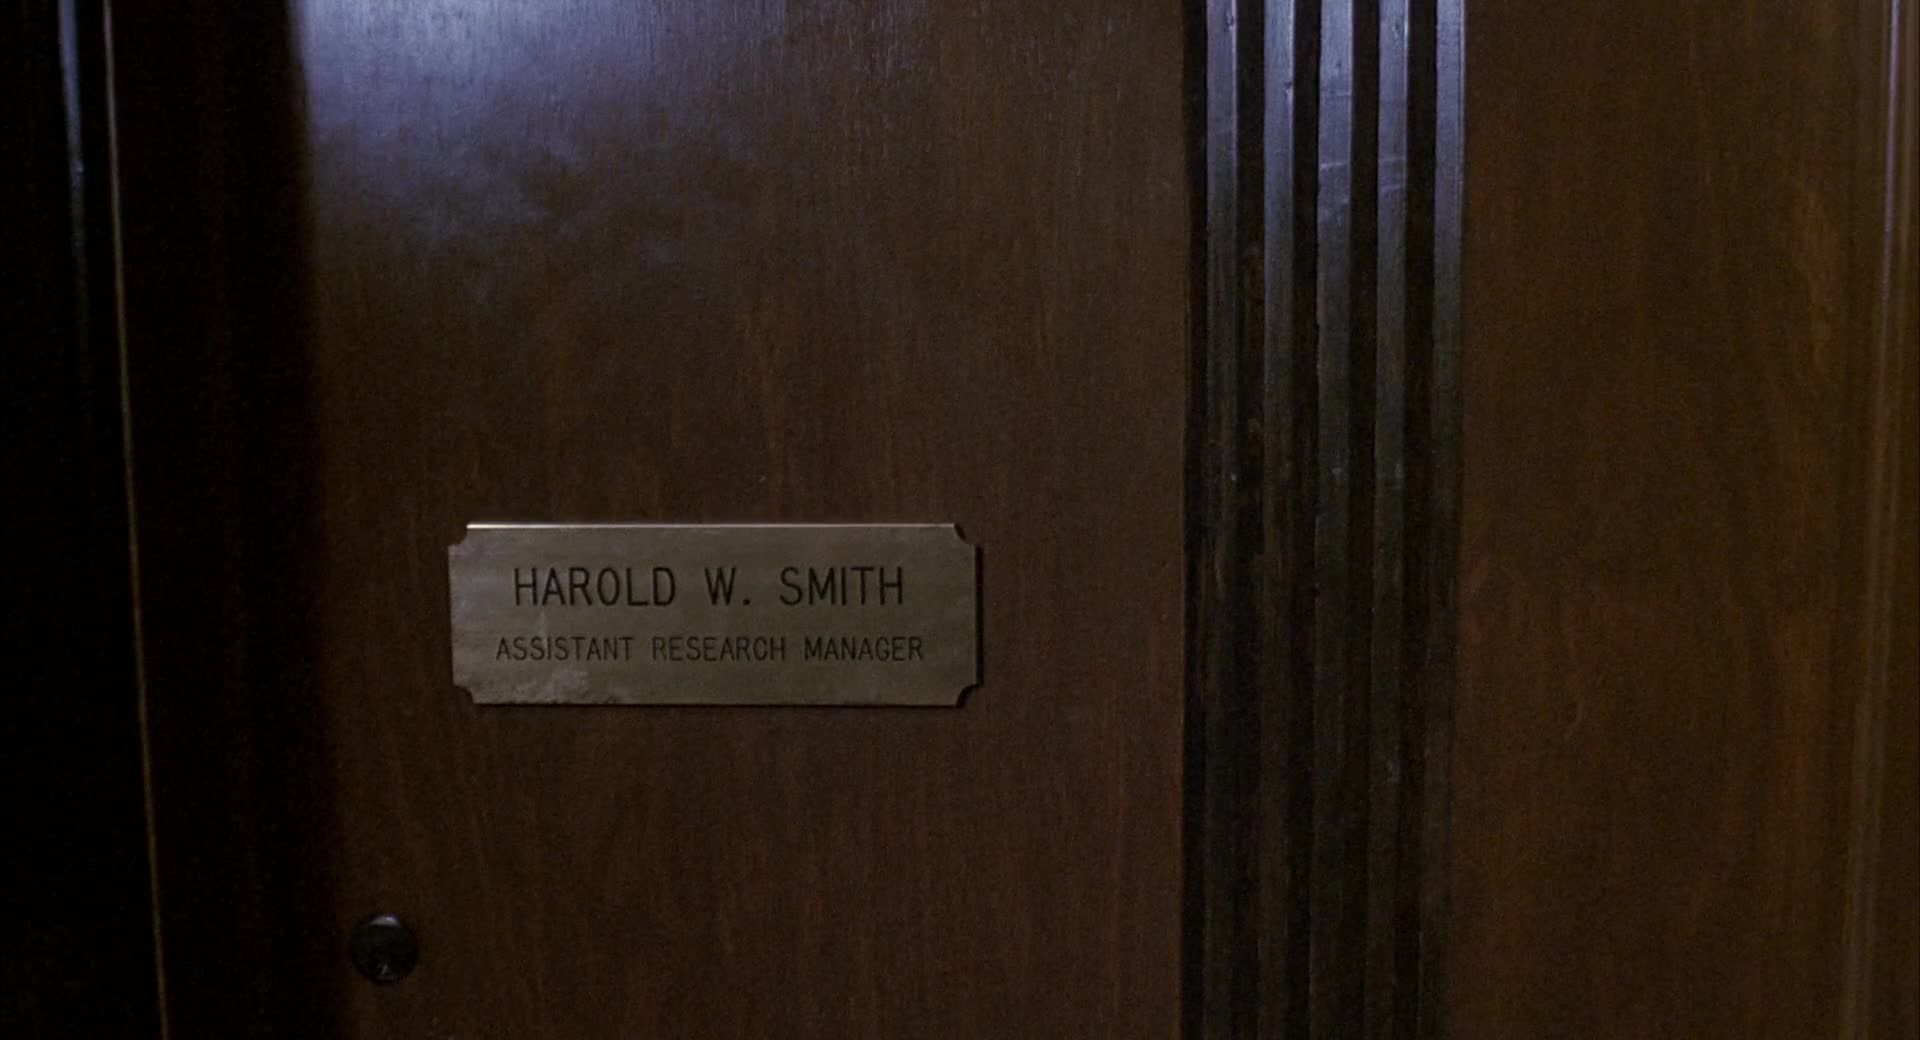 HAROLD W. SMITH
ASSISTANT RESEARCH MANAGER